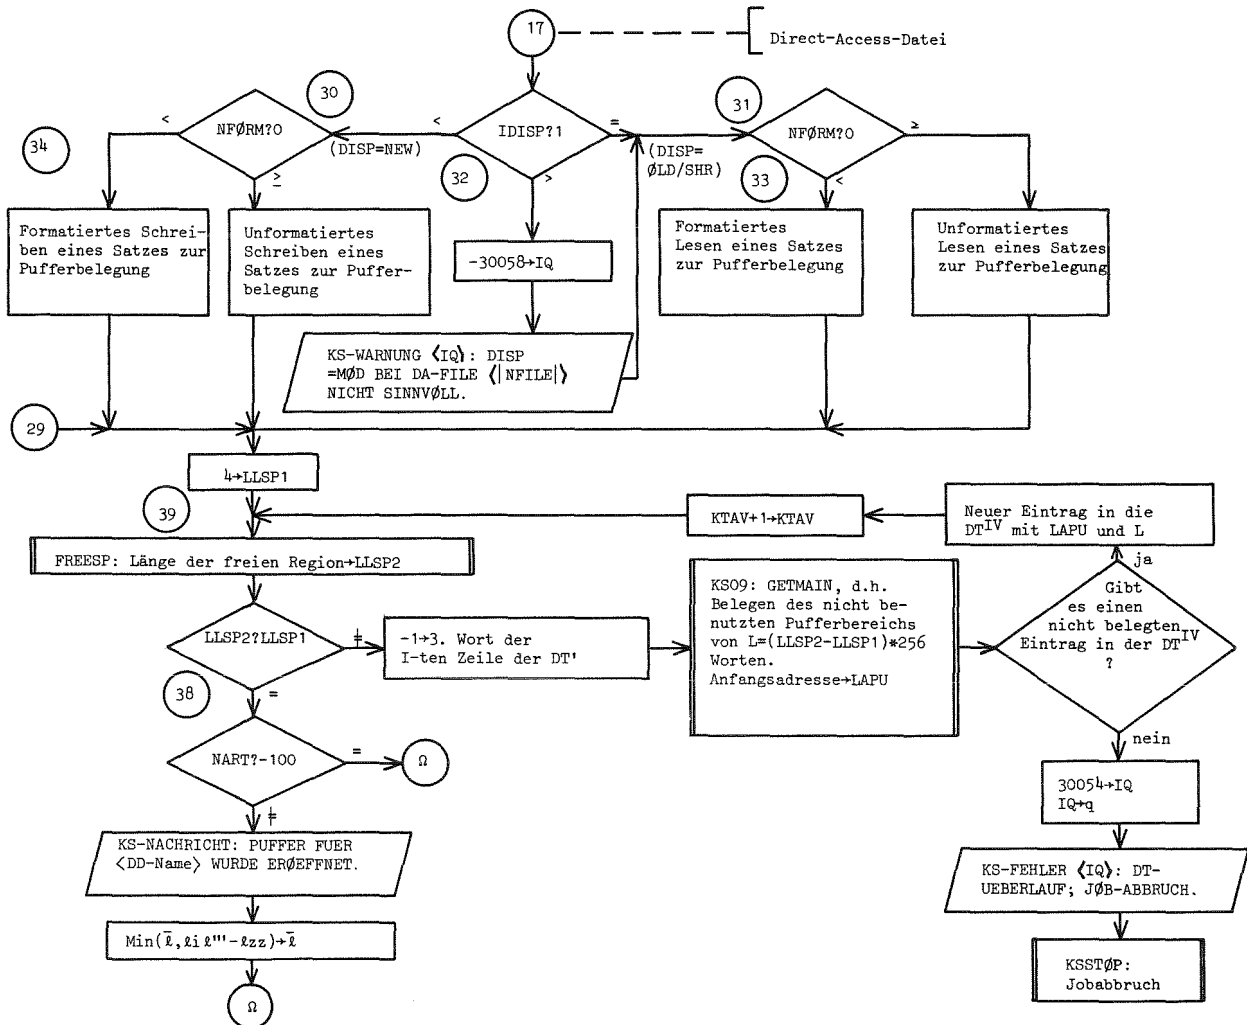 17
Direct-Access-Datei
30
31
<
NFØRM?0
<
IDISP?1
=
NFØRM?0
≥
34
(DISP=NEW)
32
(DISP=
ØLD/SHR)
33
≥
>
<
Formatiertes Schrei-
ben eines Satzes zur
Pufferbelegung
Unformatiertes
Schreiben eines
Satzes zur Puffer-
belegung
-30058→IQ
Formatiertes
Lesen eines Satzes
zur Pufferbelegung
Unformatiertes
Lesen eines Satzes
zur Pufferbelegung
KS-WARNUNG ⟨IQ⟩: DISP
=MØD BEI DA-FILE ⟨|NFILE|⟩
NICHT SINNVØLL.
29
4→LLSP1
39
KTAV+1→KTAV
Neuer Eintrag in die
DT^IV mit LAPU und L
FREESP: Länge der freien Region→LLSP2
ja
LLSP2?LLSP1
≠
-1→3. Wort der
I-ten Zeile der DT'
KS09: GETMAIN, d.h.
Belegen des nicht be-
nutzten Pufferbereichs
von L=(LLSP2-LLSP1)*256
Worten.
Anfangsadresse→LAPU
Gibt
es einen
nicht belegten
Eintrag in der DT^IV
?
38
=
nein
NART?-100
=
Ω
≠
30054→IQ
IQ→q
KS-NACHRICHT: PUFFER FUER
<DD-Name> WURDE ERØEFFNET.
KS-FEHLER ⟨IQ⟩: DT-
UEBERLAUF; JØB-ABBRUCH.
Min(l̄,li l'''-lzz)→l̄
KSSTØP:
Jobabbruch
Ω